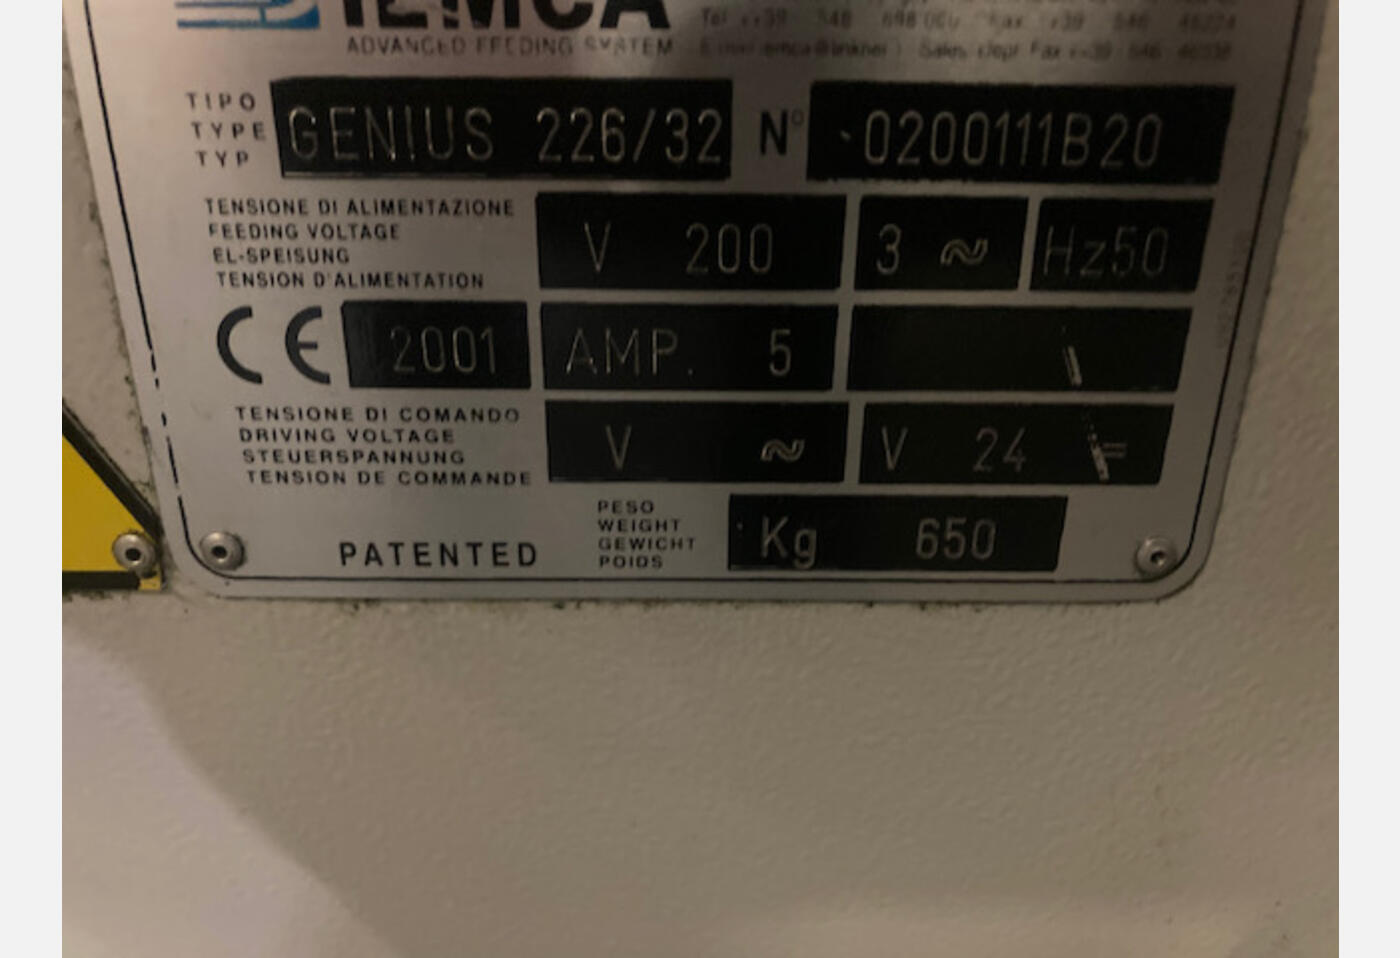 IEMCA
ADVANCED FEEDING SYSTEM
TIPO
TYPE
TYP
GENIUS 226/32
N° 0200111B20
TENSIONE DI ALIMENTAZIONE
FEEDING VOLTAGE
EL-SPEISUNG
TENSION D'ALIMENTATION
V 200
3 ~
Hz50
CE
2001
AMP. 5
TENSIONE DI COMANDO
DRIVING VOLTAGE
STEUERSPANNUNG
TENSION DE COMMANDE
V ~
V 24 =
PATENTED
PESO
WEIGHT
GEWICHT
POIDS
Kg 650